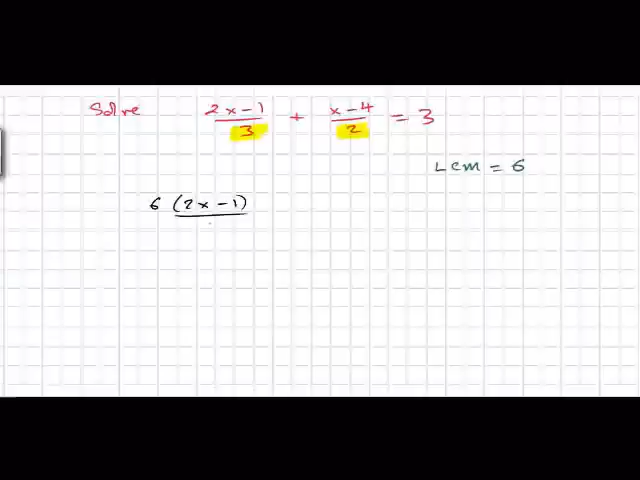 Solve (2x-1)/3 + (x-4)/2 = 3
LCM = 6
6 (2x-1)